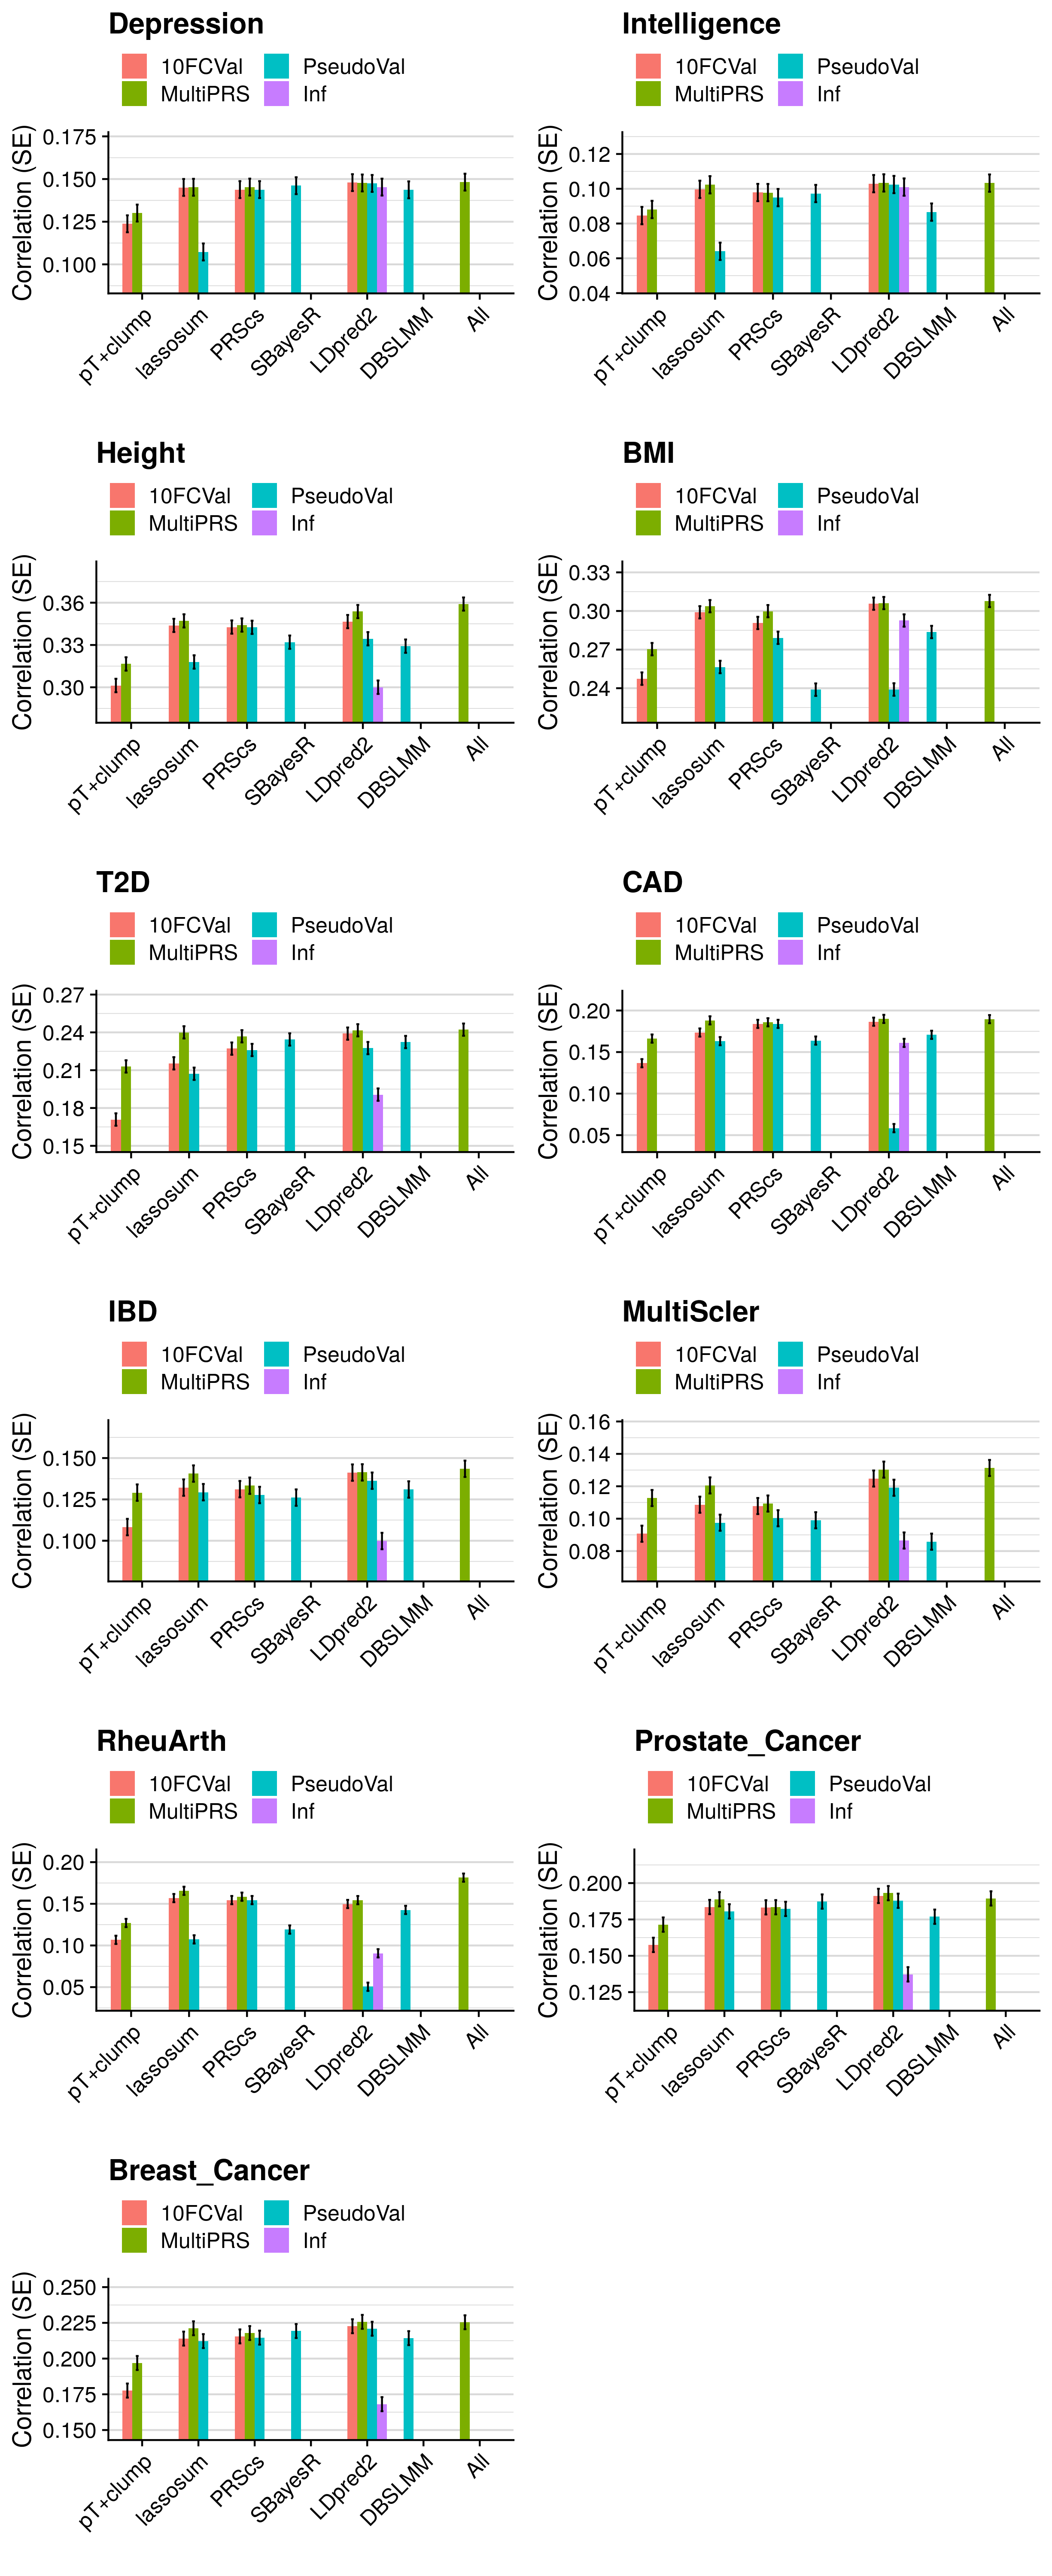 Depression
10FCVal PseudoVal
MultiPRS Inf
Correlation (SE)
0.175
0.150
0.125
0.100
pT+clump lassosum PRScs SBayesR LDpred2 DBSLMM All
Intelligence
10FCVal PseudoVal
MultiPRS Inf
Correlation (SE)
0.12
0.10
0.08
0.06
0.04
pT+clump lassosum PRScs SBayesR LDpred2 DBSLMM All
Height
10FCVal PseudoVal
MultiPRS Inf
Correlation (SE)
0.36
0.33
0.30
pT+clump lassosum PRScs SBayesR LDpred2 DBSLMM All
BMI
10FCVal PseudoVal
MultiPRS Inf
Correlation (SE)
0.33
0.30
0.27
0.24
pT+clump lassosum PRScs SBayesR LDpred2 DBSLMM All
T2D
10FCVal PseudoVal
MultiPRS Inf
Correlation (SE)
0.27
0.24
0.21
0.18
0.15
pT+clump lassosum PRScs SBayesR LDpred2 DBSLMM All
CAD
10FCVal PseudoVal
MultiPRS Inf
Correlation (SE)
0.20
0.15
0.10
0.05
pT+clump lassosum PRScs SBayesR LDpred2 DBSLMM All
IBD
10FCVal PseudoVal
MultiPRS Inf
Correlation (SE)
0.150
0.125
0.100
pT+clump lassosum PRScs SBayesR LDpred2 DBSLMM All
MultiScler
10FCVal PseudoVal
MultiPRS Inf
Correlation (SE)
0.16
0.14
0.12
0.10
0.08
pT+clump lassosum PRScs SBayesR LDpred2 DBSLMM All
RheuArth
10FCVal PseudoVal
MultiPRS Inf
Correlation (SE)
0.20
0.15
0.10
0.05
pT+clump lassosum PRScs SBayesR LDpred2 DBSLMM All
Prostate_Cancer
10FCVal PseudoVal
MultiPRS Inf
Correlation (SE)
0.200
0.175
0.150
0.125
pT+clump lassosum PRScs SBayesR LDpred2 DBSLMM All
Breast_Cancer
10FCVal PseudoVal
MultiPRS Inf
Correlation (SE)
0.250
0.225
0.200
0.175
0.150
pT+clump lassosum PRScs SBayesR LDpred2 DBSLMM All